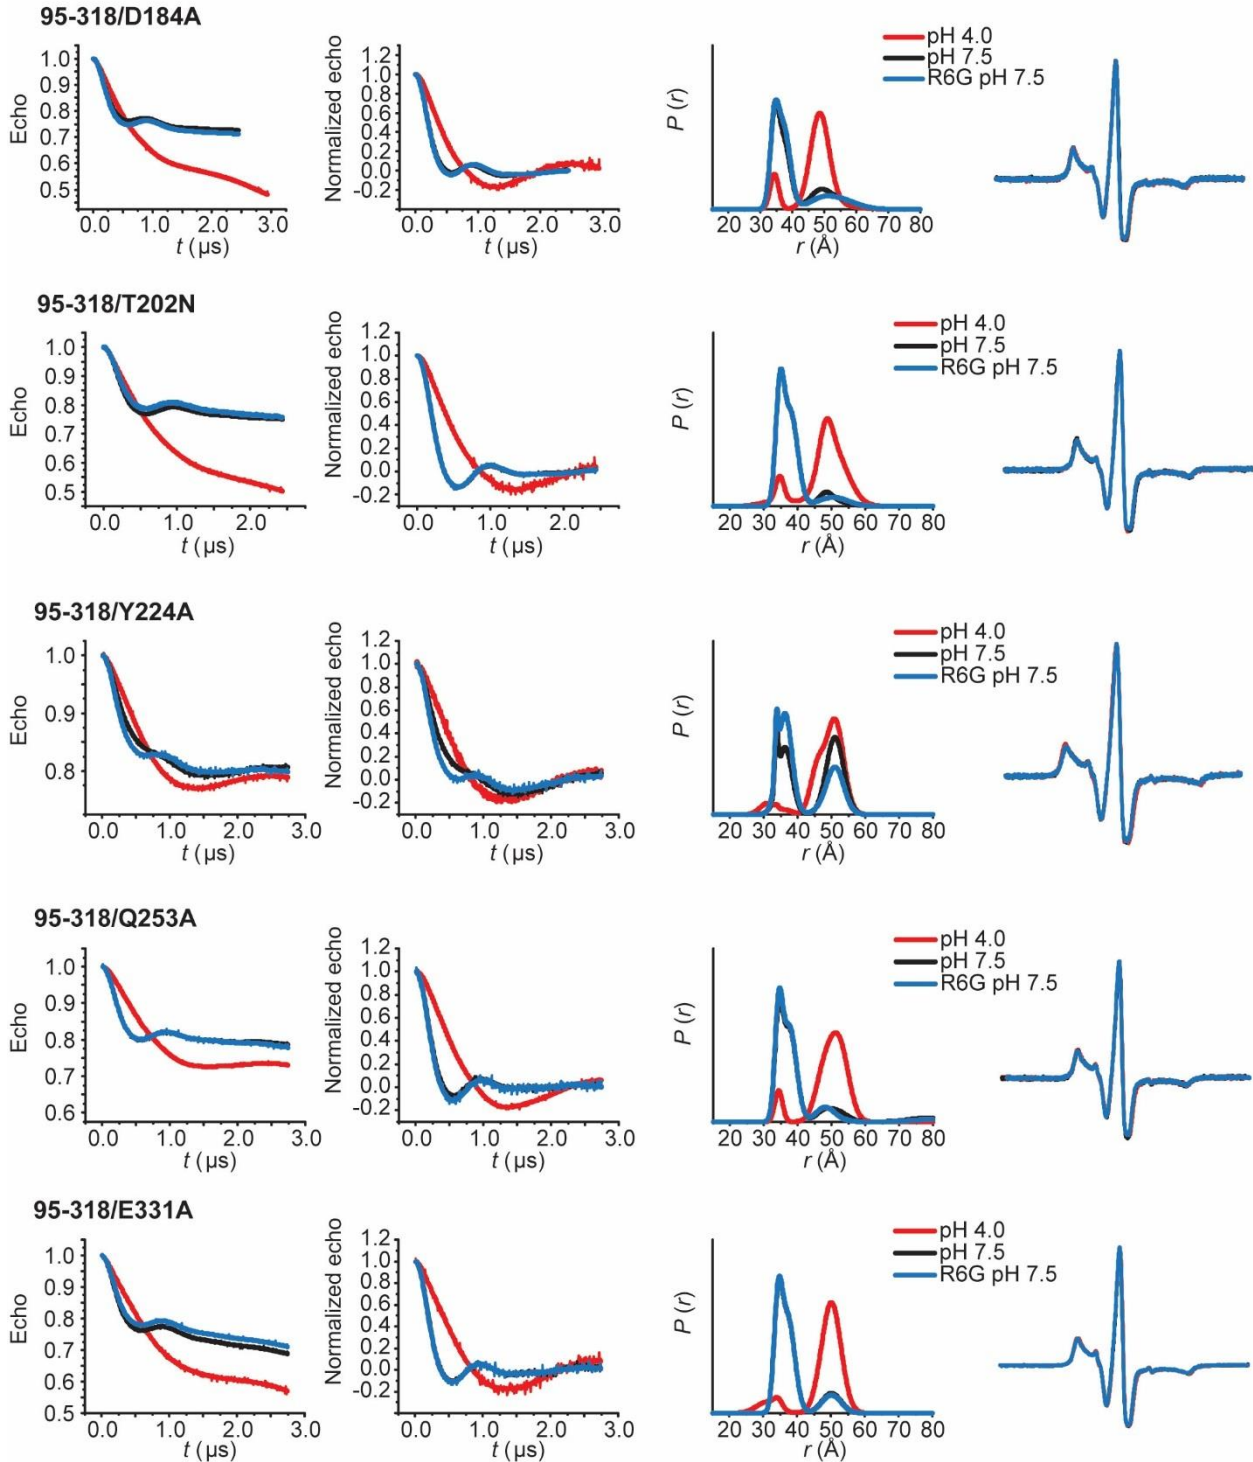 95-318/D184A
Echo
1.0
0.9
0.8
0.7
0.6
0.5
0.0 1.0 2.0 3.0
t (µs)
Normalized echo
1.2
1.0
0.8
0.6
0.4
0.2
0.0
-0.2
0.0 1.0 2.0 3.0
t (µs)
P (r)
20 30 40 50 60 70 80
r (Å)
pH 4.0
pH 7.5
R6G pH 7.5
95-318/T202N
Echo
1.0
0.9
0.8
0.7
0.6
0.5
0.0 1.0 2.0
t (µs)
Normalized echo
1.2
1.0
0.8
0.6
0.4
0.2
0.0
-0.2
0.0 1.0 2.0
t (µs)
P (r)
20 30 40 50 60 70 80
r (Å)
pH 4.0
pH 7.5
R6G pH 7.5
95-318/Y224A
Echo
1.0
0.9
0.8
0.0 1.0 2.0 3.0
t (µs)
Normalized echo
1.2
1.0
0.8
0.6
0.4
0.2
0.0
-0.2
0.0 1.0 2.0 3.0
t (µs)
P (r)
20 30 40 50 60 70 80
r (Å)
pH 4.0
pH 7.5
R6G pH 7.5
95-318/Q253A
Echo
1.0
0.9
0.8
0.7
0.6
0.0 1.0 2.0 3.0
t (µs)
Normalized echo
1.2
1.0
0.8
0.6
0.4
0.2
0.0
-0.2
0.0 1.0 2.0 3.0
t (µs)
P (r)
20 30 40 50 60 70 80
r (Å)
pH 4.0
pH 7.5
R6G pH 7.5
95-318/E331A
Echo
1.0
0.9
0.8
0.7
0.6
0.5
0.0 1.0 2.0 3.0
t (µs)
Normalized echo
1.2
1.0
0.8
0.6
0.4
0.2
0.0
-0.2
0.0 1.0 2.0 3.0
t (µs)
P (r)
20 30 40 50 60 70 80
r (Å)
pH 4.0
pH 7.5
R6G pH 7.5